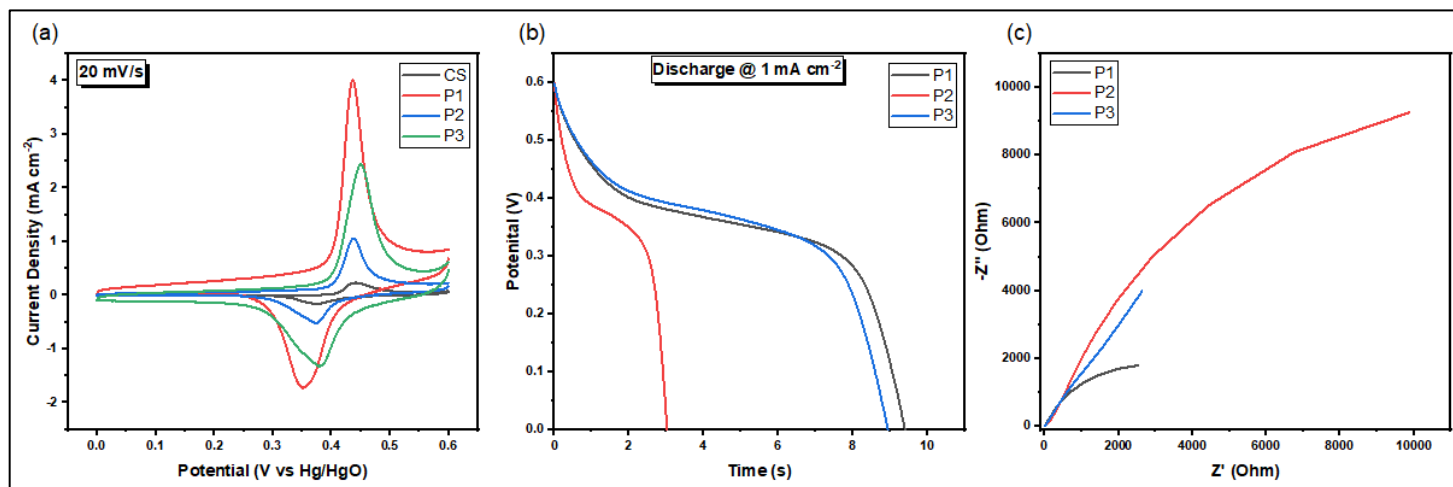 (a)
20 mV/s
CS
P1
P2
P3
Current Density (mA cm-2)
4
3
2
1
0
-1
-2
0.0 0.1 0.2 0.3 0.4 0.5 0.6
Potential (V vs Hg/HgO)
(b)
Discharge @ 1 mA cm-2
P1
P2
P3
Potenital (V)
0.6
0.5
0.4
0.3
0.2
0.1
0.0
0 2 4 6 8 10
Time (s)
(c)
P1
P2
P3
-Z'' (Ohm)
10000
8000
6000
4000
2000
0
0 2000 4000 6000 8000 10000
Z' (Ohm)